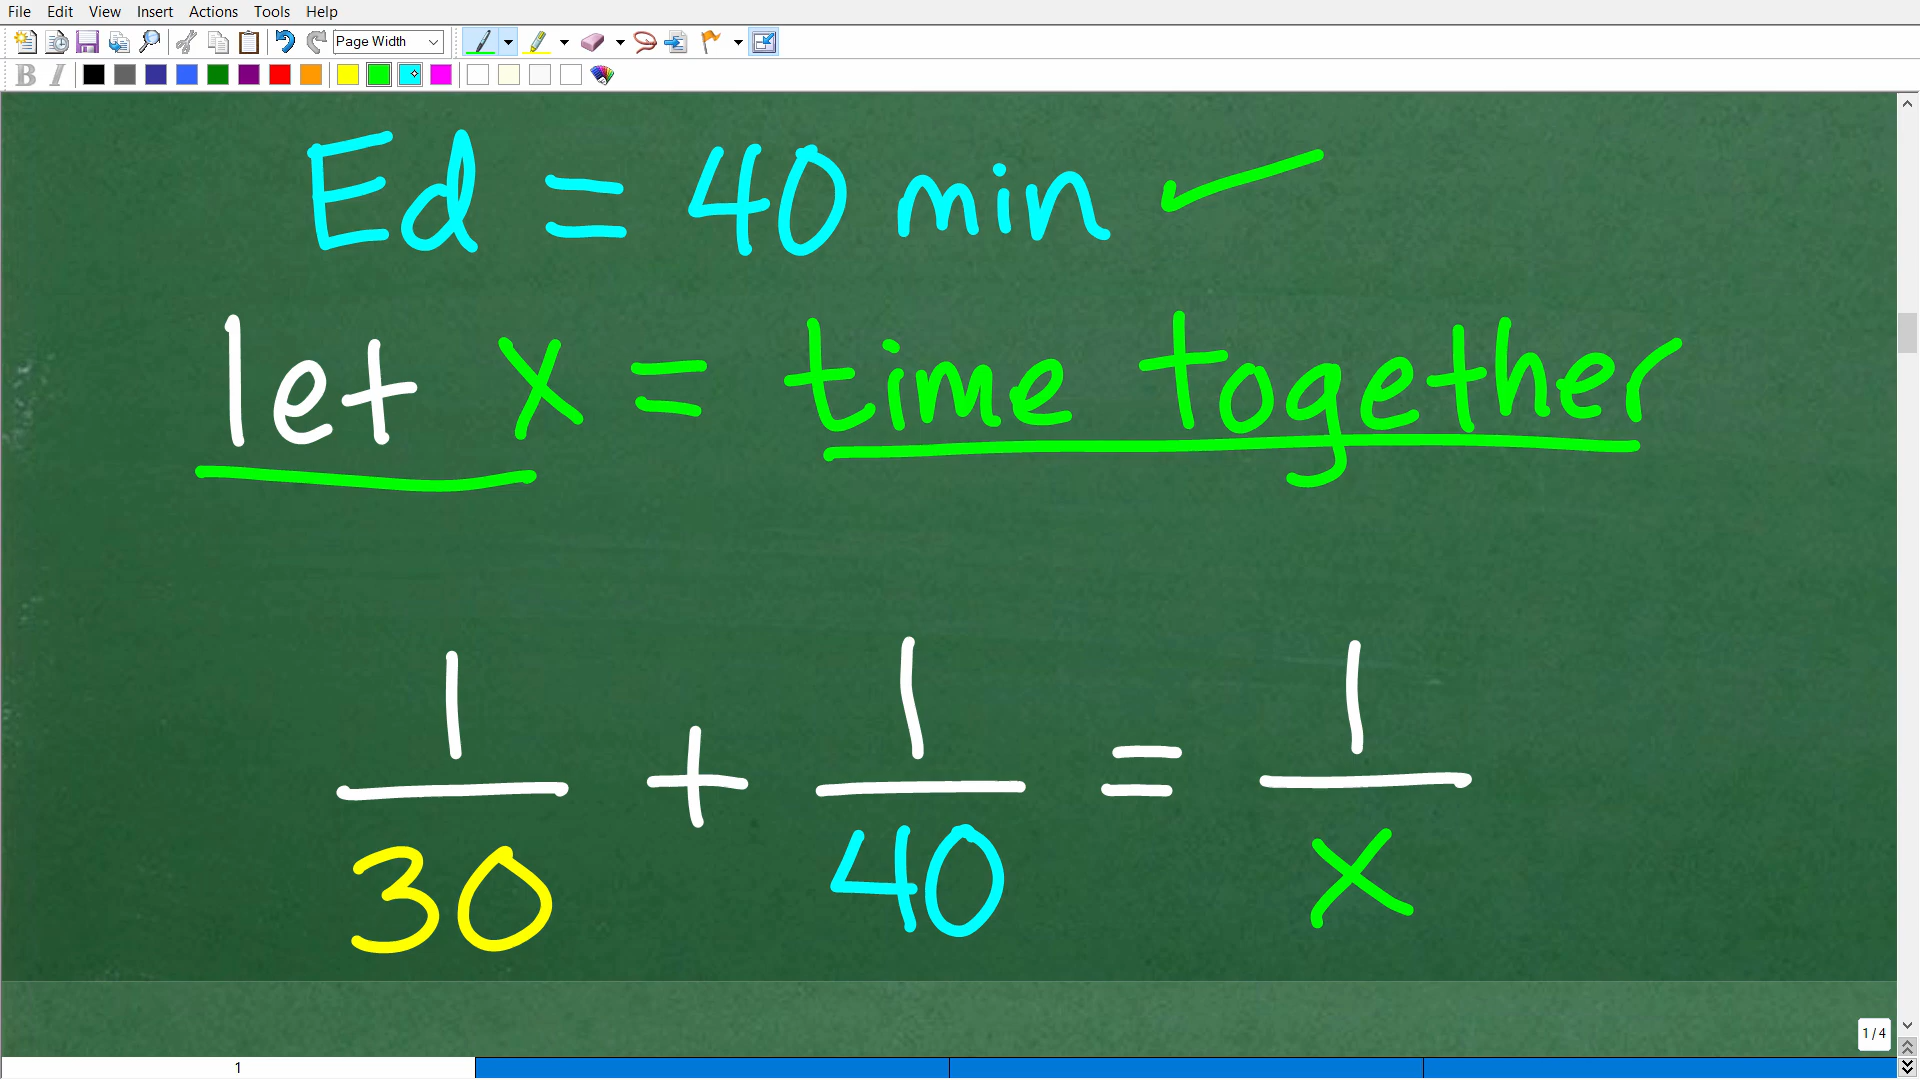 File Edit View Insert Actions Tools Help
Page Width
B I
Ed = 40 min ✓
let x = time together
1/30 + 1/40 = 1/x
1 / 4
1